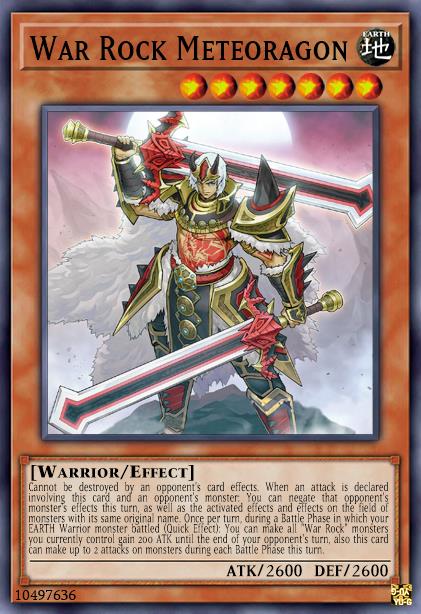 War Rock Meteoragon
EARTH
地
[Warrior/Effect]
Cannot be destroyed by an opponent's card effects. When an attack is declared
involving this card and an opponent's monster: You can negate that opponent's
monster's effects this turn, as well as the activated effects and effects on the field
of monsters with its same original name. Once per turn, during a Battle Phase in which your
EARTH Warrior monster battled (Quick Effect): You can make all "War Rock" monsters
you currently control gain 200 ATK until the end of your opponent's turn, also this card
can make up to 2 attacks on monsters during each Battle Phase this turn.
ATK/2600 DEF/2600
10497636